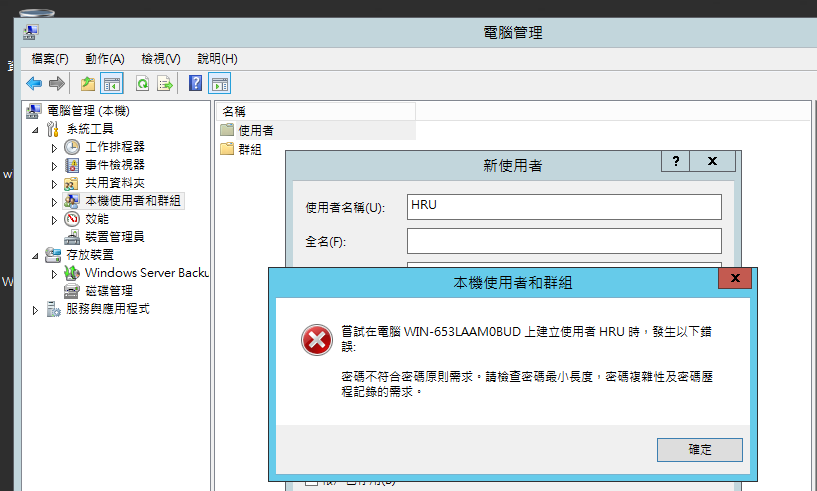 電腦管理
檔案(F) 動作(A) 檢視(V) 說明(H)
電腦管理 (本機)
系統工具
工作排程器
事件檢視器
共用資料夾
本機使用者和群組
效能
裝置管理員
存放裝置
Windows Server Backu
磁碟管理
服務與應用程式
名稱
使用者
群組
新使用者
使用者名稱(U):
HRU
全名(F):
本機使用者和群組
嘗試在電腦 WIN-653LAAM0BUD 上建立使用者 HRU 時，發生以下錯
誤:
密碼不符合密碼原則需求。請檢查密碼最小長度，密碼複雜性及密碼歷
程記錄的需求。
確定